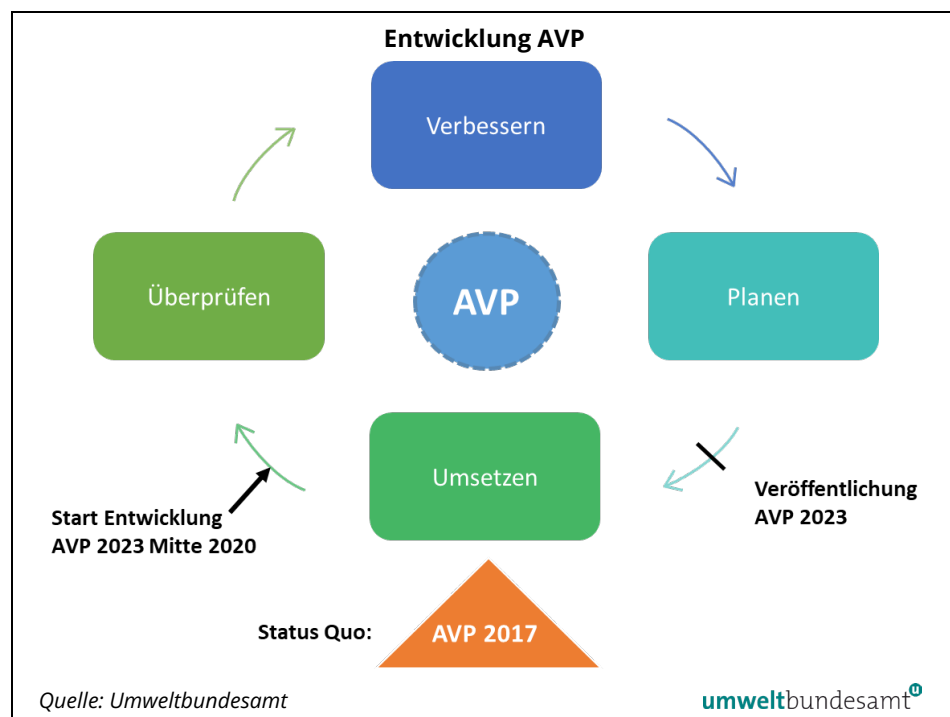 Entwicklung AVP
Verbessern
Überprüfen
AVP
Planen
Umsetzen
Start Entwicklung
AVP 2023 Mitte 2020
Veröffentlichung
AVP 2023
Status Quo:
AVP 2017
Quelle: Umweltbundesamt
umweltbundesamt
u